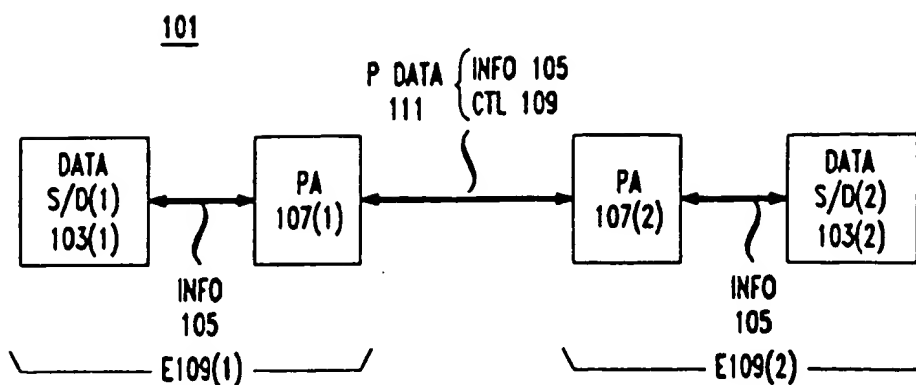 101
P DATA
111
INFO 105
CTL 109
DATA
S/D(1)
103(1)
PA
107(1)
PA
107(2)
DATA
S/D(2)
103(2)
INFO
105
INFO
105
E109(1)
E109(2)